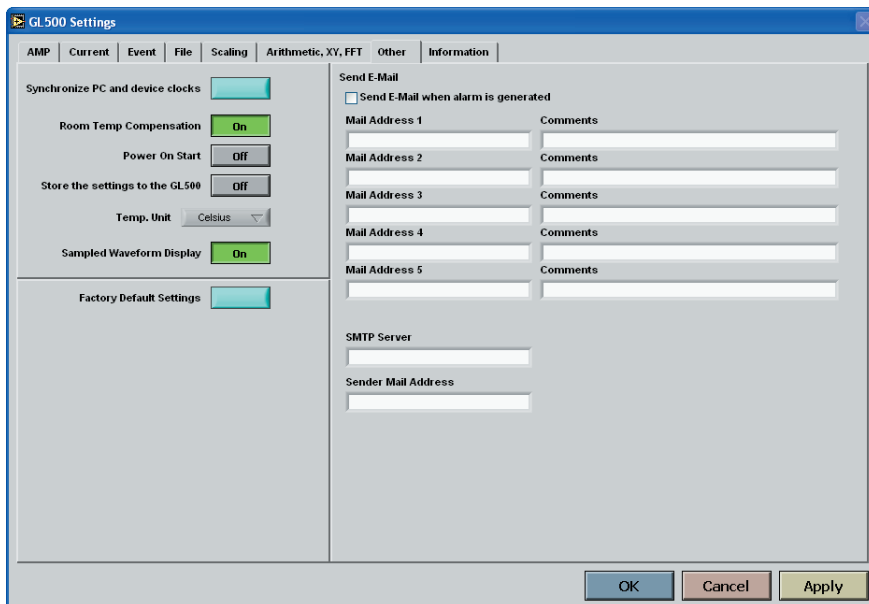 GL500 Settings
AMP Current Event File Scaling Arithmetic, XY, FFT Other Information
Synchronize PC and device clocks
Room Temp Compensation On
Power On Start Off
Store the settings to the GL500 Off
Temp. Unit Celsius
Sampled Waveform Display On
Factory Default Settings
Send E-Mail
Send E-Mail when alarm is generated
Mail Address 1 Comments
Mail Address 2 Comments
Mail Address 3 Comments
Mail Address 4 Comments
Mail Address 5 Comments
SMTP Server
Sender Mail Address
OK Cancel Apply